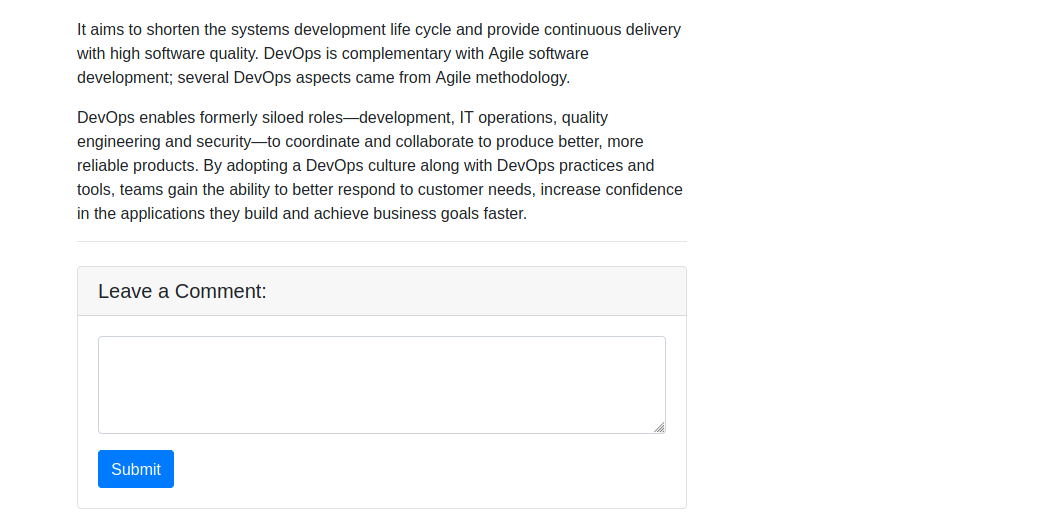 It aims to shorten the systems development life cycle and provide continuous delivery
with high software quality. DevOps is complementary with Agile software
development; several DevOps aspects came from Agile methodology.
DevOps enables formerly siloed roles—development, IT operations, quality
engineering and security—to coordinate and collaborate to produce better, more
reliable products. By adopting a DevOps culture along with DevOps practices and
tools, teams gain the ability to better respond to customer needs, increase confidence
in the applications they build and achieve business goals faster.
Leave a Comment:
Submit